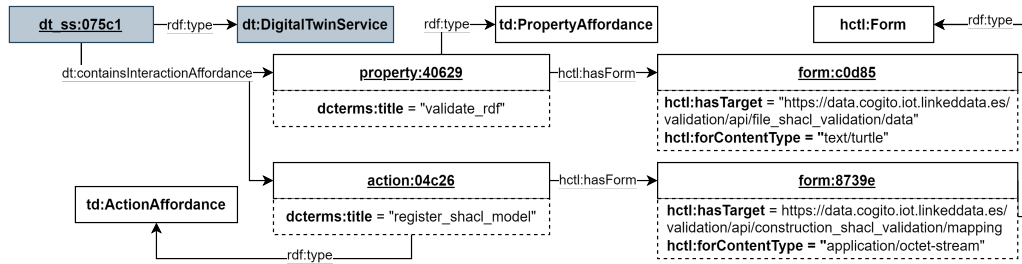 dt_ss:075c1
rdf:type
dt:DigitalTwinService
rdf:type
td:PropertyAffordance
hctl:Form
rdf:type
dt:containsInteractionAffordance
property:40629
dcterms:title = "validate_rdf"
hctl:hasForm
form:c0d85
hctl:hasTarget = "https://data.cogito.iot.linkeddata.es/
validation/api/file_shacl_validation/data"
hctl:forContentType = "text/turtle"
td:ActionAffordance
action:04c26
dcterms:title = "register_shacl_model"
rdf:type
hctl:hasForm
form:8739e
hctl:hasTarget = https://data.cogito.iot.linkeddata.es/
validation/api/construction_shacl_validation/mapping
hctl:forContentType = "application/octet-stream"